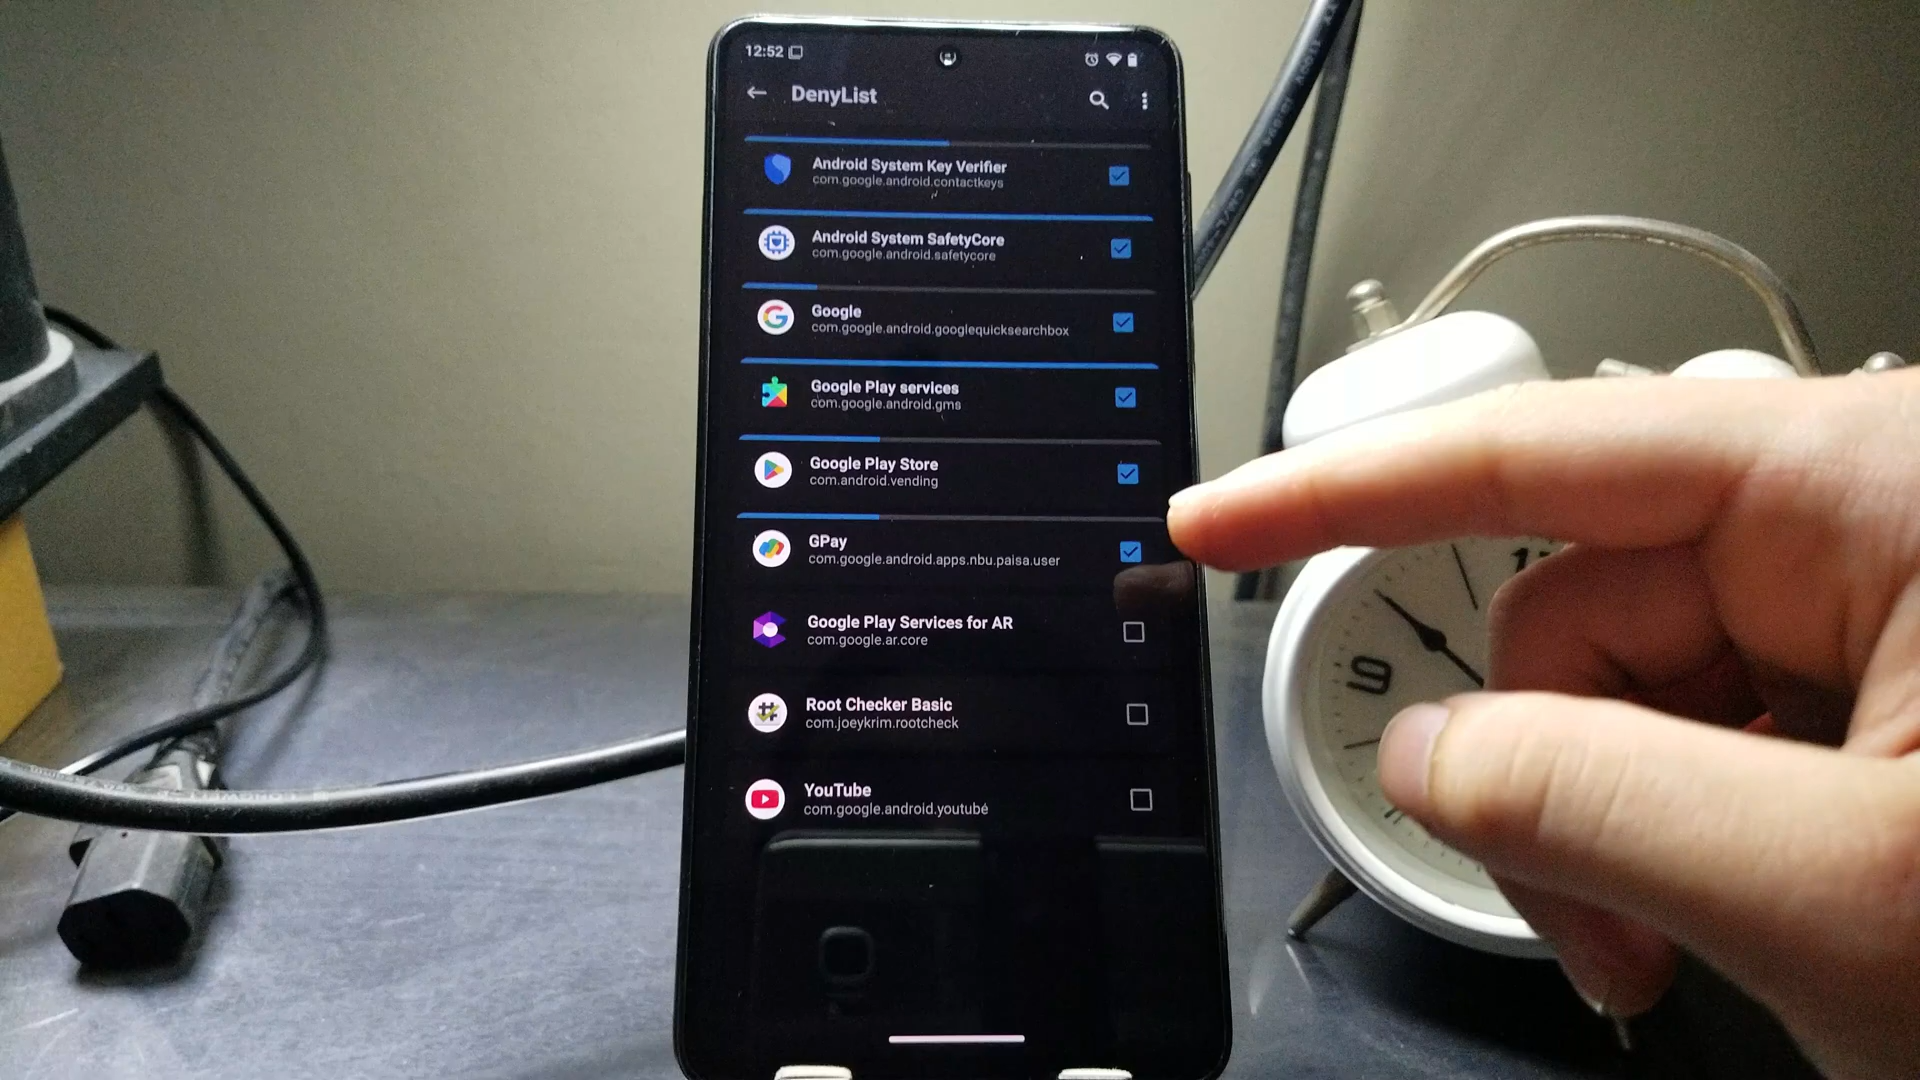 12:52
DenyList
Android System Key Verifier
com.google.android.contactkeys
Android System SafetyCore
com.google.android.safetycore
Google
com.google.android.googlequicksearchbox
Google Play services
com.google.android.gms
Google Play Store
com.android.vending
GPay
com.google.android.apps.nbu.paisa.user
Google Play Services for AR
com.google.ar.core
Root Checker Basic
com.joeykrim.rootcheck
YouTube
com.google.android.youtube
9